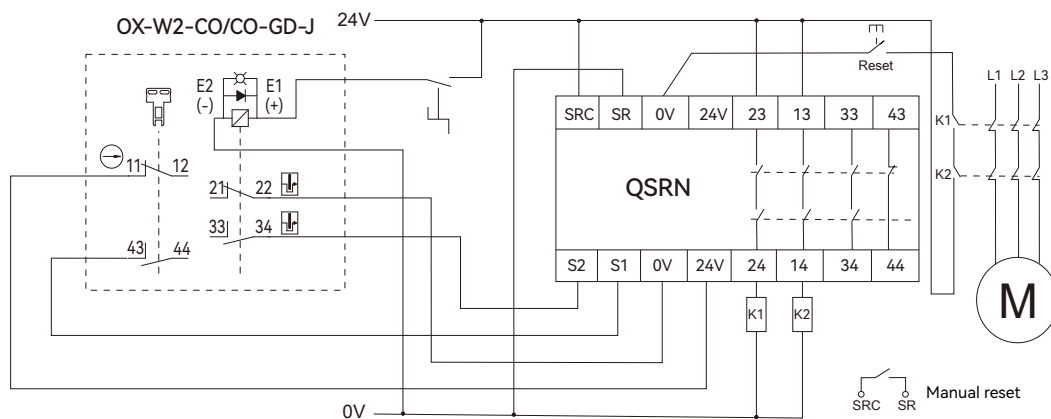 OX-W2-CO/CO-GD-J
24V
E2 E1
(-) (+)
Reset
L1 L2 L3
SRC SR 0V 24V 23 13 33 43
K1
11 12
K2
QSRN
21 22
33 34
43 44
S2 S1 0V 24V 24 14 34 44
M
K1 K2
Manual reset
SRC SR
0V